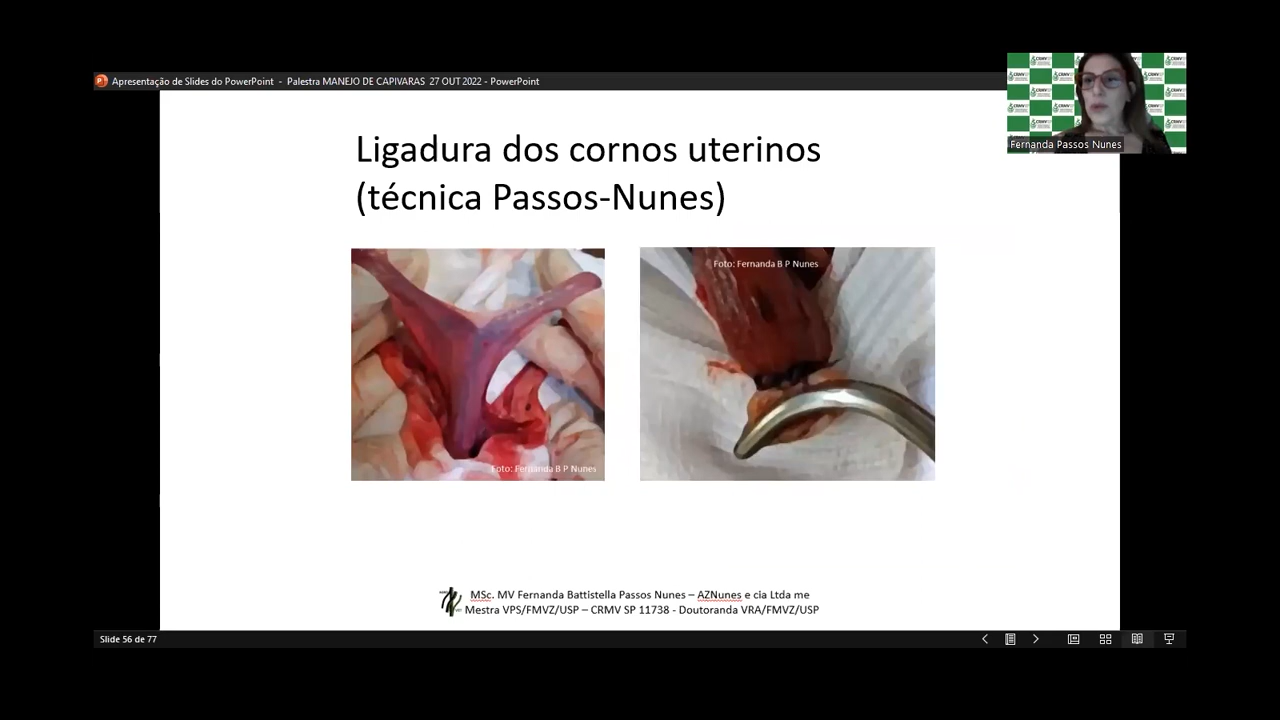 Apresentação de Slides do PowerPoint - Palestra MANEJO DE CAPIVARAS 27 OUT 2022 - PowerPoint
Fernanda Passos Nunes
Ligadura dos cornos uterinos
(técnica Passos-Nunes)
Foto: Fernanda B P Nunes
Foto: Fernanda B P Nunes
MSc. MV Fernanda Battistella Passos Nunes – AZNunes e cia Ltda me
Mestra VPS/FMVZ/USP – CRMV SP 11738 - Doutoranda VRA/FMVZ/USP
Slide 56 de 77